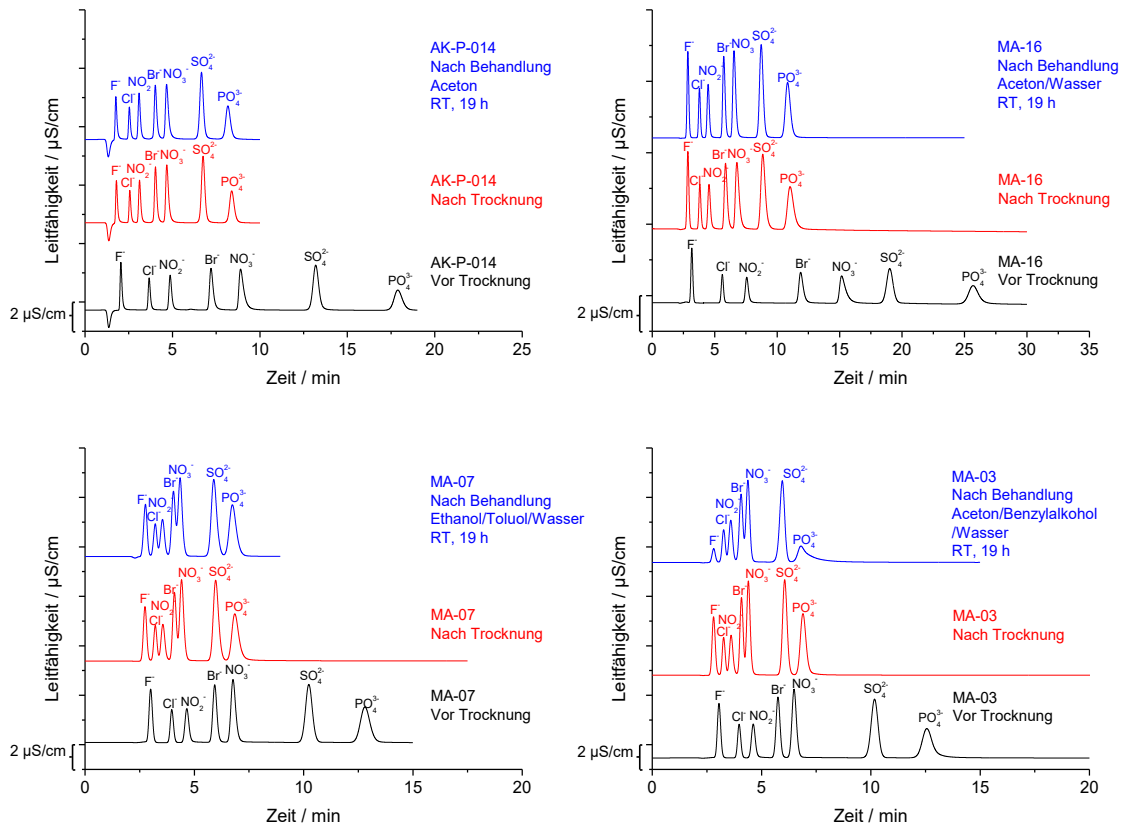 Leitfähigkeit / µS/cm
F⁻ Cl⁻ NO₂⁻ Br⁻ NO₃⁻ SO₄²⁻ PO₄³⁻
AK-P-014
Nach Behandlung
Aceton
RT, 19 h
F⁻ Cl⁻ NO₂⁻ Br⁻ NO₃⁻ SO₄²⁻ PO₄³⁻
AK-P-014
Nach Trocknung
F⁻ Cl⁻ NO₂⁻ Br⁻ NO₃⁻ SO₄²⁻ PO₄³⁻
AK-P-014
Vor Trocknung
2 µS/cm
0 5 10 15 20 25
Zeit / min
Leitfähigkeit / µS/cm
F⁻ Cl⁻ NO₂⁻ Br⁻ NO₃⁻ SO₄²⁻ PO₄³⁻
MA-16
Nach Behandlung
Aceton/Wasser
RT, 19 h
F⁻ Cl⁻ NO₂⁻ Br⁻ NO₃⁻ SO₄²⁻ PO₄³⁻
MA-16
Nach Trocknung
F⁻ Cl⁻ NO₂⁻ Br⁻ NO₃⁻ SO₄²⁻ PO₄³⁻
MA-16
Vor Trocknung
2 µS/cm
0 5 10 15 20 25 30
Zeit / min
Leitfähigkeit / µS/cm
F⁻ Cl⁻ NO₂⁻ Br⁻ NO₃⁻ SO₄²⁻ PO₄³⁻
MA-07
Nach Behandlung
Ethanol/Toluol/Wasser
RT, 19 h
F⁻ Cl⁻ NO₂⁻ Br⁻ NO₃⁻ SO₄²⁻ PO₄³⁻
MA-07
Nach Trocknung
F⁻ Cl⁻ NO₂⁻ Br⁻ NO₃⁻ SO₄²⁻ PO₄³⁻
MA-07
Vor Trocknung
2 µS/cm
0 5 10 15 20
Zeit / min
Leitfähigkeit / µS/cm
F⁻ Cl⁻ NO₂⁻ Br⁻ NO₃⁻ SO₄²⁻ PO₄³⁻
MA-03
Nach Behandlung
Aceton/Benzylalkohol
/Wasser
RT, 19 h
F⁻ Cl⁻ NO₂⁻ Br⁻ NO₃⁻ SO₄²⁻ PO₄³⁻
MA-03
Nach Trocknung
F⁻ Cl⁻ NO₂⁻ Br⁻ NO₃⁻ SO₄²⁻ PO₄³⁻
MA-03
Vor Trocknung
2 µS/cm
0 5 10 15 20
Zeit / min